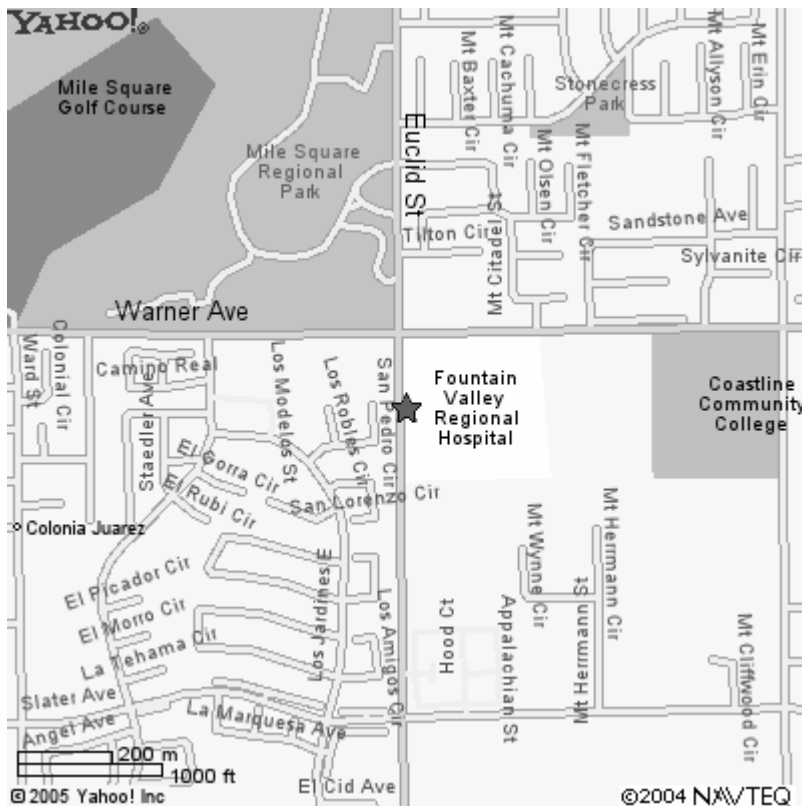 YAHOO!®
Mile Square
Golf Course
Mile Square
Regional
Park
Euclid St
Mt Baxter Cir
Mt Cachuma Cir
Stonecress
Park
Mt Allyson Cir
Mt Erin Cir
Mt Olsen Cir
Mt Fletcher Cir
Tilton Cir
Mt Citadel St
Sandstone Ave
Sylvanite Cir
Warner Ave
Ward St
Colonial Cir
Camino Real
Staedler Ave
Los Modelos St
Los Robles Cir
San Pedro Cir
Fountain
Valley
Regional
Hospital
Coastline
Community
College
El Gorra Cir
El Rubi Cir
San Lorenzo Cir
Colonia Juarez
El Picador Cir
El Morro Cir
La Tehama Cir
Los Jardines E
Los Amigos Cir
Hood Ct
Appalachian St
Mt Wynne Cir
Mt Herrmann St
Mt Herrmann Cir
Mt Cliffwood Cir
Slater Ave
Angel Ave
La Marquesa Ave
El Cid Ave
200 m
1000 ft
© 2005 Yahoo! Inc
©2004 NAVTEQ